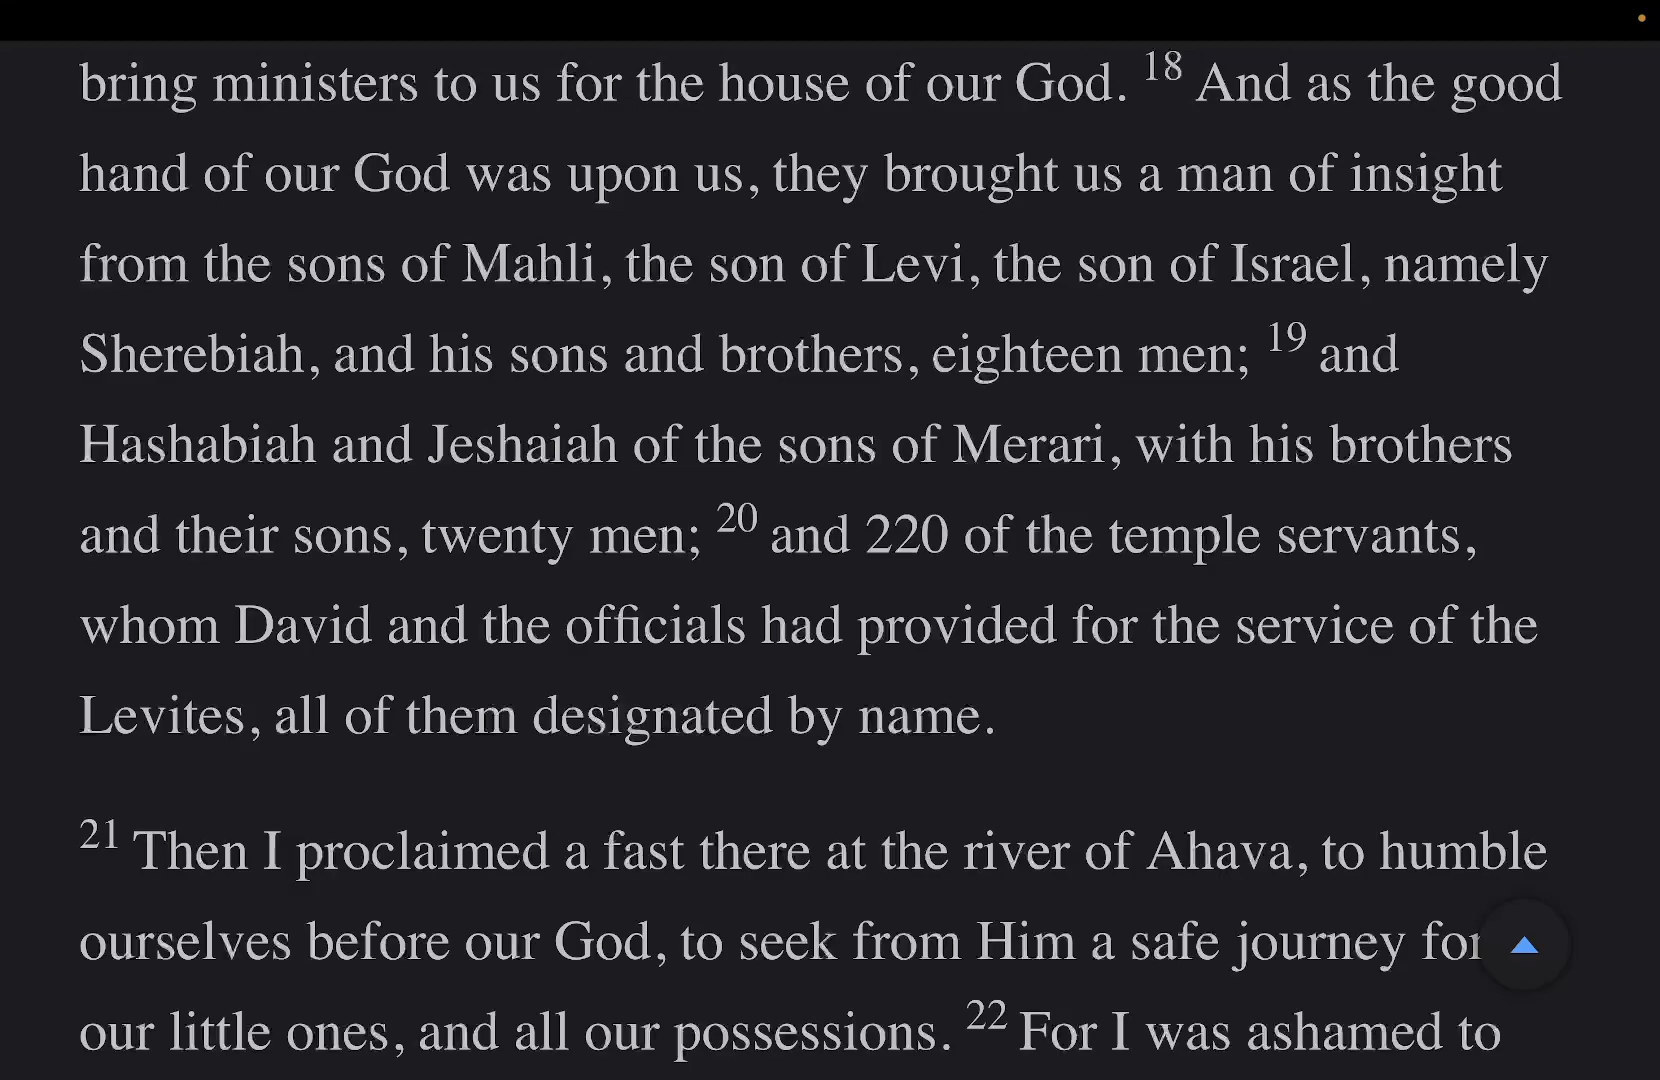 bring ministers to us for the house of our God. 18 And as the good
hand of our God was upon us, they brought us a man of insight
from the sons of Mahli, the son of Levi, the son of Israel, namely
Sherebiah, and his sons and brothers, eighteen men; 19 and
Hashabiah and Jeshaiah of the sons of Merari, with his brothers
and their sons, twenty men; 20 and 220 of the temple servants,
whom David and the officials had provided for the service of the
Levites, all of them designated by name.
21 Then I proclaimed a fast there at the river of Ahava, to humble
ourselves before our God, to seek from Him a safe journey for
our little ones, and all our possessions. 22 For I was ashamed to